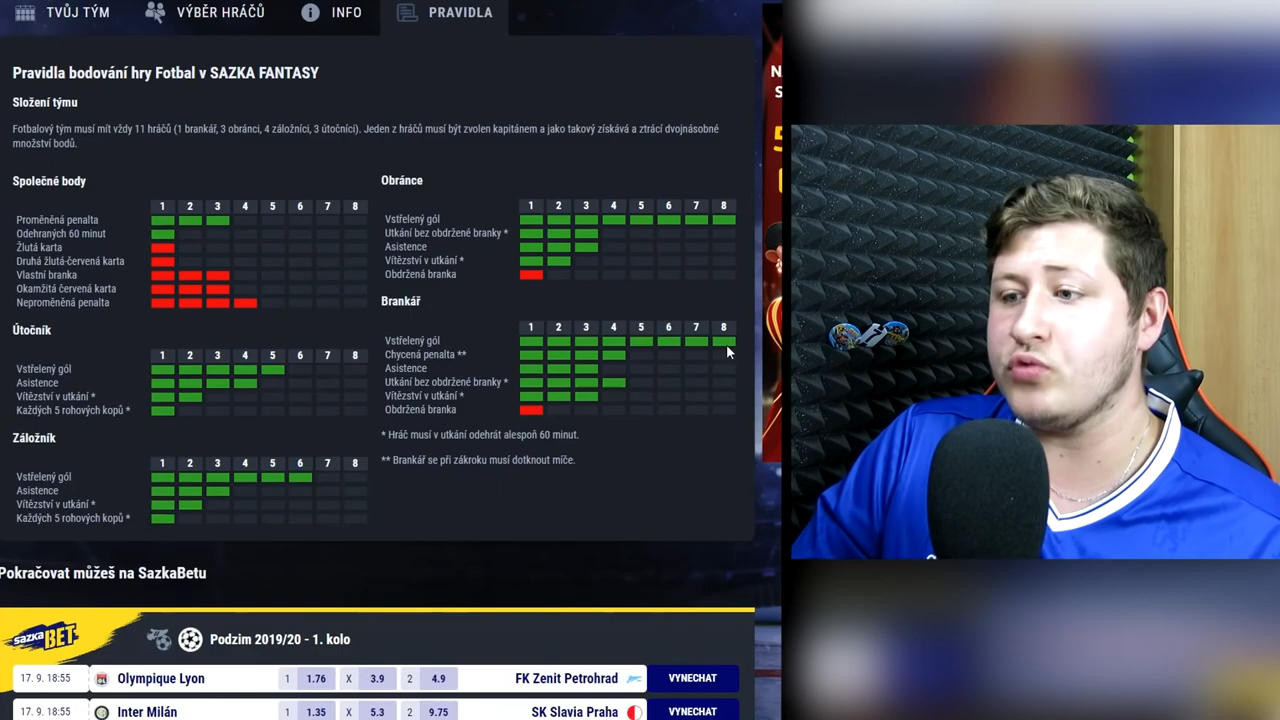 TVŮJ TÝM
VÝBĚR HRÁČŮ
INFO
PRAVIDLA
Pravidla bodování hry Fotbal v SAZKA FANTASY
Složení týmu
Fotbalový tým musí mít vždy 11 hráčů (1 brankář, 3 obránci, 4 záložníci, 3 útočníci). Jeden z hráčů musí být zvolen kapitánem a jako takový získává a ztrácí dvojnásobné
množství bodů.
Společné body
1 2 3 4 5 6 7 8
Proměněná penalta
Odehraných 60 minut
Žlutá karta
Druhá žlutá-červená karta
Vlastní branka
Okamžitá červená karta
Neproměněná penalta
Útočník
1 2 3 4 5 6 7 8
Vstřelený gól
Asistence
Vítězství v utkání *
Každých 5 rohových kopů *
Záložník
1 2 3 4 5 6 7 8
Vstřelený gól
Asistence
Vítězství v utkání *
Každých 5 rohových kopů *
Obránce
1 2 3 4 5 6 7 8
Vstřelený gól
Utkání bez obdržené branky *
Asistence
Vítězství v utkání *
Obdržená branka
Brankář
1 2 3 4 5 6 7 8
Vstřelený gól
Chycená penalta **
Asistence
Utkání bez obdržené branky *
Vítězství v utkání *
Obdržená branka
* Hráč musí v utkání odehrát alespoň 60 minut.
** Brankář se při zákroku musí dotknout míče.
Pokračovat můžeš na SazkaBetu
sazka BET
Podzim 2019/20 - 1. kolo
17. 9. 18:55 Olympique Lyon 1 1.76 X 3.9 2 4.9 FK Zenit Petrohrad VYNECHAT
17. 9. 18:55 Inter Milán 1 1.35 X 5.3 2 9.75 SK Slavia Praha VYNECHAT